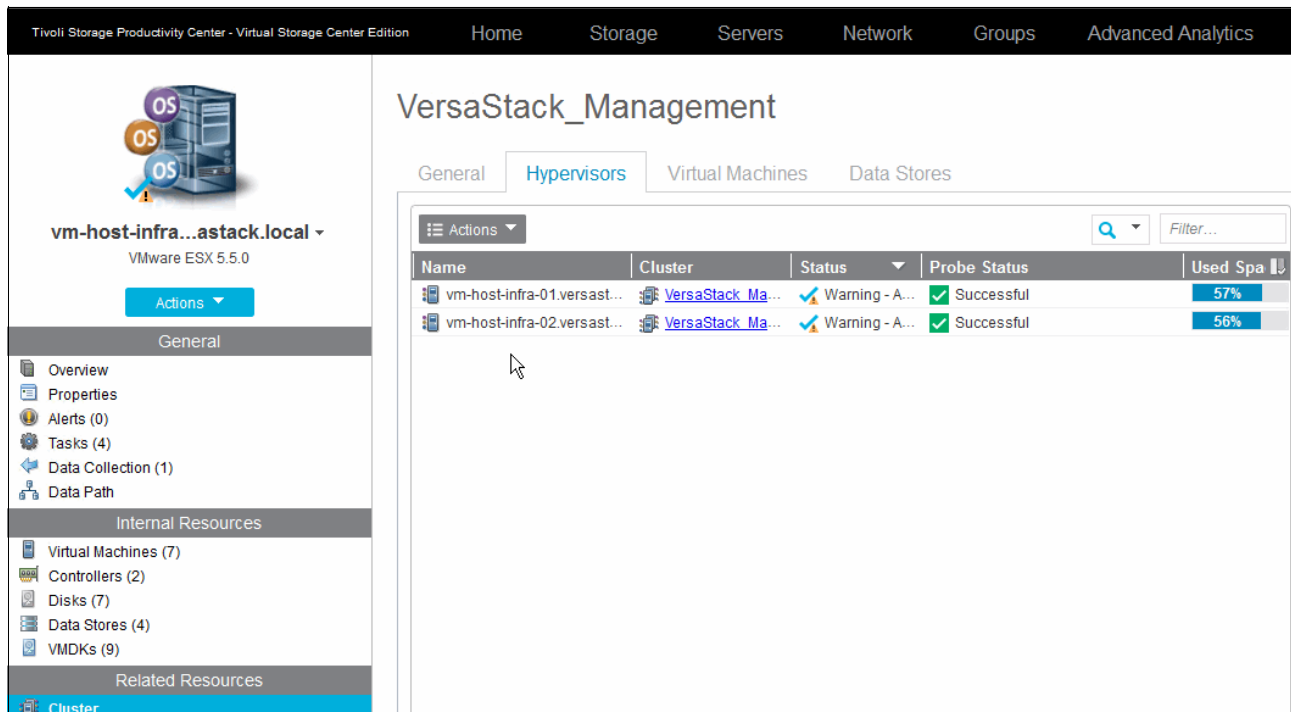 Tivoli Storage Productivity Center - Virtual Storage Center Edition Home Storage Servers Network Groups Advanced Analytics
OS
OS
OS
vm-host-infra...astack.local
VMware ESX 5.5.0
Actions
General
Overview
Properties
Alerts (0)
Tasks (4)
Data Collection (1)
Data Path
Internal Resources
Virtual Machines (7)
Controllers (2)
Disks (7)
Data Stores (4)
VMDKs (9)
Related Resources
Cluster
VersaStack_Management
General Hypervisors Virtual Machines Data Stores
Actions Filter...
Name Cluster Status Probe Status Used Spa
vm-host-infra-01.versast... VersaStack_Ma... Warning - A... Successful 57%
vm-host-infra-02.versast... VersaStack_Ma... Warning - A... Successful 56%